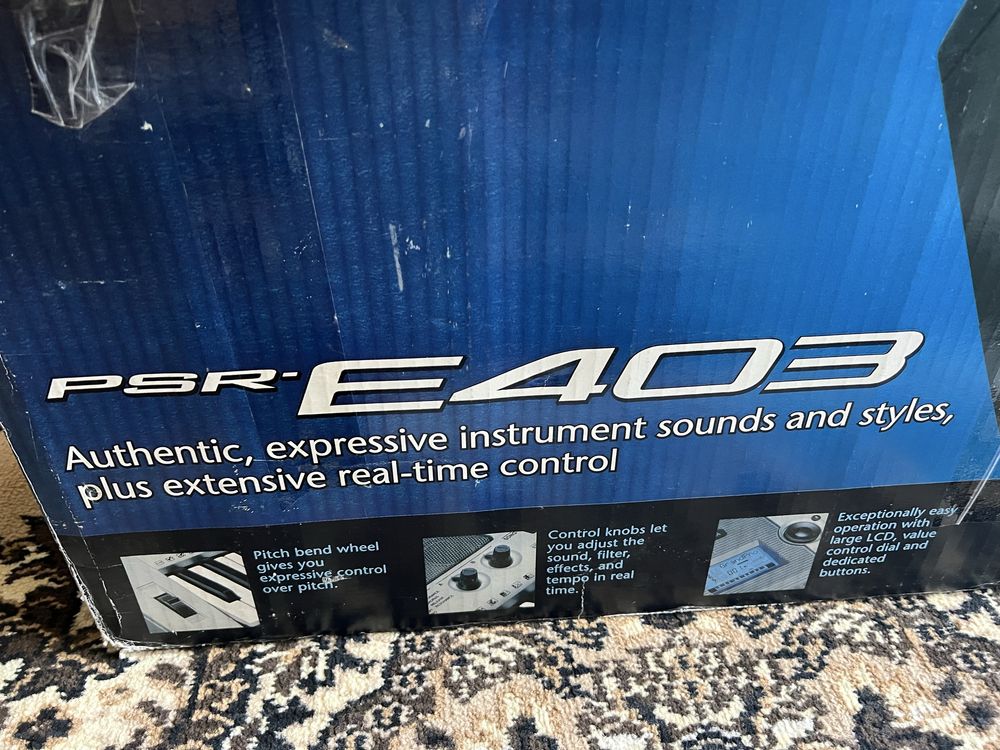 PSR-E403
Authentic, expressive instrument sounds and styles,
plus extensive real-time control
Pitch bend wheel
gives you
expressive control
over pitch.
Control knobs let
you adjust the
sound, filter,
effects, and
tempo in real
time.
Exceptionally easy
operation with
large LCD, value
control dial and
dedicated
buttons.